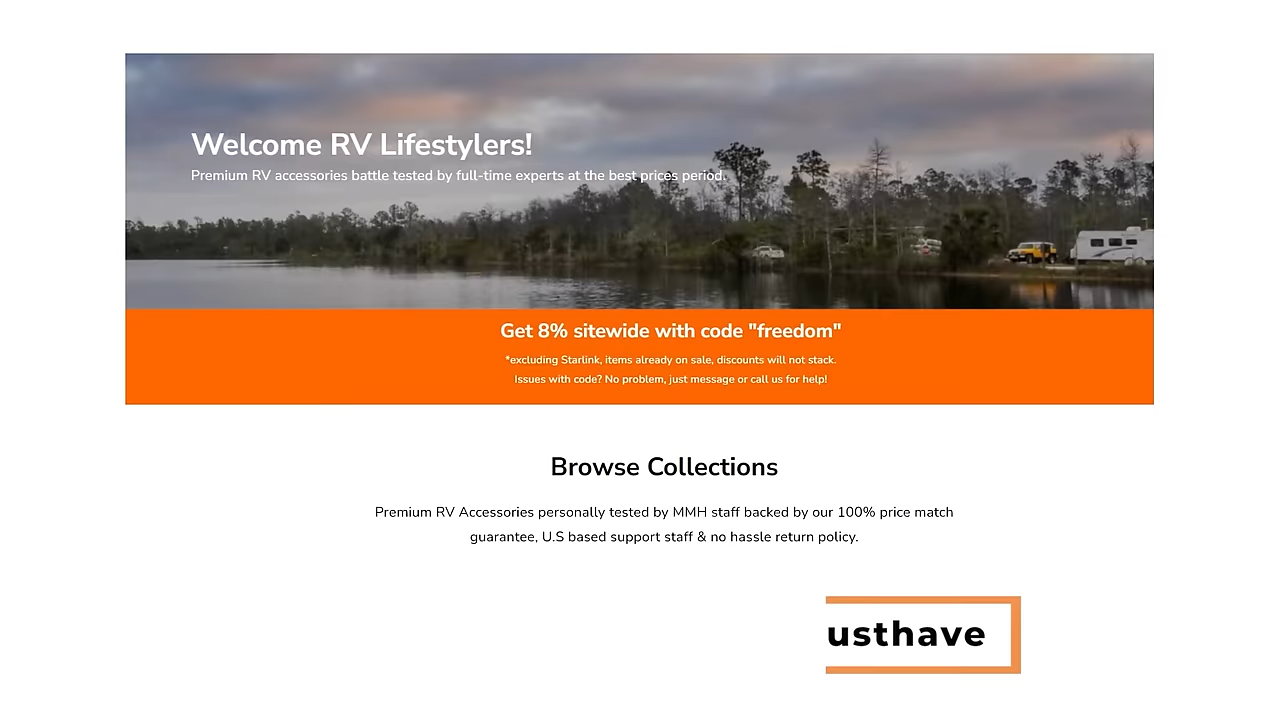 Welcome RV Lifestylers!
Premium RV accessories battle tested by full-time experts at the best prices period.
Get 8% sitewide with code "freedom"
*excluding Starlink, items already on sale, discounts will not stack.
Issues with code? No problem, just message or call us for help!
Browse Collections
Premium RV Accessories personally tested by MMH staff backed by our 100% price match
guarantee, U.S based support staff & no hassle return policy.
usthave